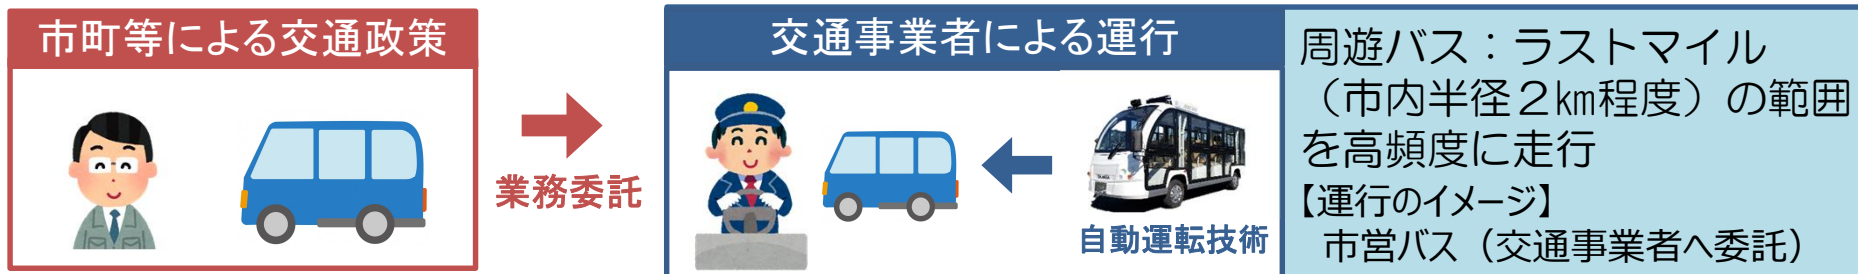 市町等による交通政策
業務委託
交通事業者による運行
自動運転技術
周遊バス：ラストマイル
（市内半径２㎞程度）の範囲
を高頻度に走行
【運行のイメージ】
市営バス（交通事業者へ委託）